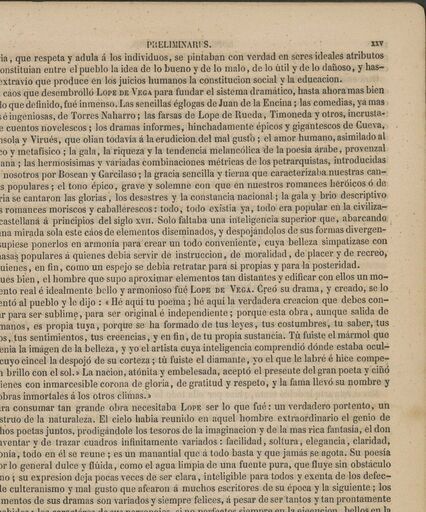 PRELIMINARES. xxv
ria, que respeta y adula á los individuos, se pintaban con verdad en seres ideales atributos
constituian entre el pueblo la idea de lo bueno y de lo malo, de lo útil y de lo dañoso, y has-
extravío que produce en los juicios humanos la constitucion social y la educacion.
caos que desembrolló LOPE DE VEGA para fundar el sistema dramático, hasta ahora mas bien
lo que definido, fué inmenso. Las sencillas églogas de Juan de la Encina; las comedias, ya mas
é ingeniosas, de Torres Naharro; las farsas de Lope de Rueda, Timoneda y otros, incrusta-
e cuentos novelescos; los dramas informes, hinchadamente épicos y gigantescos de Cueva,
nsola y Virués, que olian todavía á la erudicion del mal gusto; el amor humano, asimilado al
co y metafísico; la gala, la riqueza y la tendencia melancólica de la poesía árabe, provenzal
ana; las hermosísimas y variadas combinaciones métricas de los petrarquistas, introducidas
nosotros por Boscan y Garcilaso; la gracia sencilla y tierna que caracterizaba nuestras can-
s populares; el tono épico, grave y solemne con que en nuestros romances heróicos ó de
ria se cantaron las glorias, los desastres y la constancia nacional; la gala y brio descriptivo
s romances moriscos y caballerescos: todo, todo existia ya, todo era popular en la civiliza-
castellana á principios del siglo XVII. Solo faltaba una inteligencia superior que, abarcando
una mirada sola este cáos de elementos diseminados, y despojándolos de sus formas divergen-
supiese ponerlos en armonía para crear un todo conveniente, cuya belleza simpatizase con
nasas populares á quienes debia servir de instruccion, de moralidad, de placer y de recreo,
quienes, en fin, como un espejo se debia retratar para sí propias y para la posteridad.
ues bien, el hombre que supo aproximar elementos tan distantes y edificar con ellos un mo-
ento real é idealmente bello y armonioso fué LOPE DE VEGA. Creó su drama, y creado, se lo
entó al pueblo y le dijo: «Hé aquí tu poema; hé aquí la verdadera creacion que debes con-
ar para ser sublime, para ser original é independiente; porque esta obra, aunque salida de
manos, es propia tuya, porque se ha formado de tus leyes, tus costumbres, tu saber, tus
os, tus sentimientos, tus creencias, y en fin, de tu propia sustancia. Tú fuiste el mármol que
enia la imágen de la belleza, y yo el artista cuya inteligencia comprendió dónde estaba ocul-
cuyo cincel la despojó de su corteza; tú fuiste el diamante, yo el que le labré é hice compe-
n brillo con el sol.» La nacion, atónita y embelesada, aceptó el presente del gran poeta y ciñó
sienes con inmarcesible corona de gloria, de gratitud y respeto, y la fama llevó su nombre y
obras inmortales á los otros climas.»
ara consumar tan grande obra necesitaba LOPE ser lo que fué: un verdadero portento, un
struo de la naturaleza. El cielo habia reunido en aquel hombre extraordinario el genio de
hos poetas juntos, prodigándole los tesoros de la imaginacion y de la mas rica fantasía, el don
nventar y de trazar cuadros infinitamente variados: facilidad, soltura, elegancia, claridad,
onía, todo en él se reune; es un manantial que á todo basta y que jamás se agota. Su poesía
or lo general dulce y flúida, como el agua limpia de una fuente pura, que fluye sin obstáculo
no; su expresion deja pocas veces de ser clara, inteligible para todos y exenta de los defec-
de culteranismo y mal gusto que afearon á muchos escritores de su época y la siguiente; los
mentos de sus dramas son variados y siempre felices, á pesar de ser tantos y tan prontamente